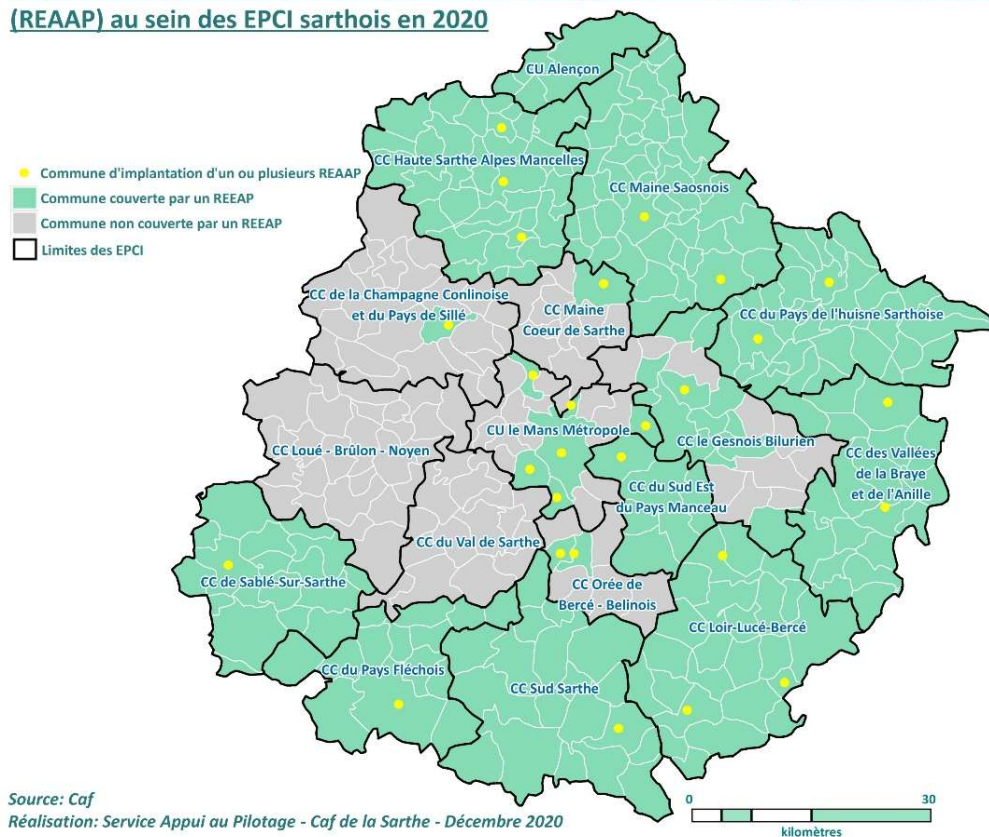 (REAAP) au sein des EPCI sarthois en 2020
CU Alençon
CC Haute Sarthe Alpes Mancelles
Commune d'implantation d'un ou plusieurs REAAP
Commune couverte par un REEAP
Commune non couverte par un REEAP
Limites des EPCI
CC Maine Saosnois
CC de la Champagne Conlinoise
et du Pays de Sillé
CC Maine
Coeur de Sarthe
CC du Pays de l'huisne Sarthoise
CU le Mans Métropole
CC le Gesnois Bilurien
CC Loué - Brûlon - Noyen
CC des Vallées
de la Braye
et de l'Anille
CC du Sud Est
du Pays Manceau
CC du Val de Sarthe
CC de Sablé-Sur-Sarthe
CC Orée de
Bercé - Belinois
CC Loir-Lucé-Bercé
CC du Pays Fléchois
CC Sud Sarthe
Source: Caf
Réalisation: Service Appui au Pilotage - Caf de la Sarthe - Décembre 2020
0 30
kilomètres